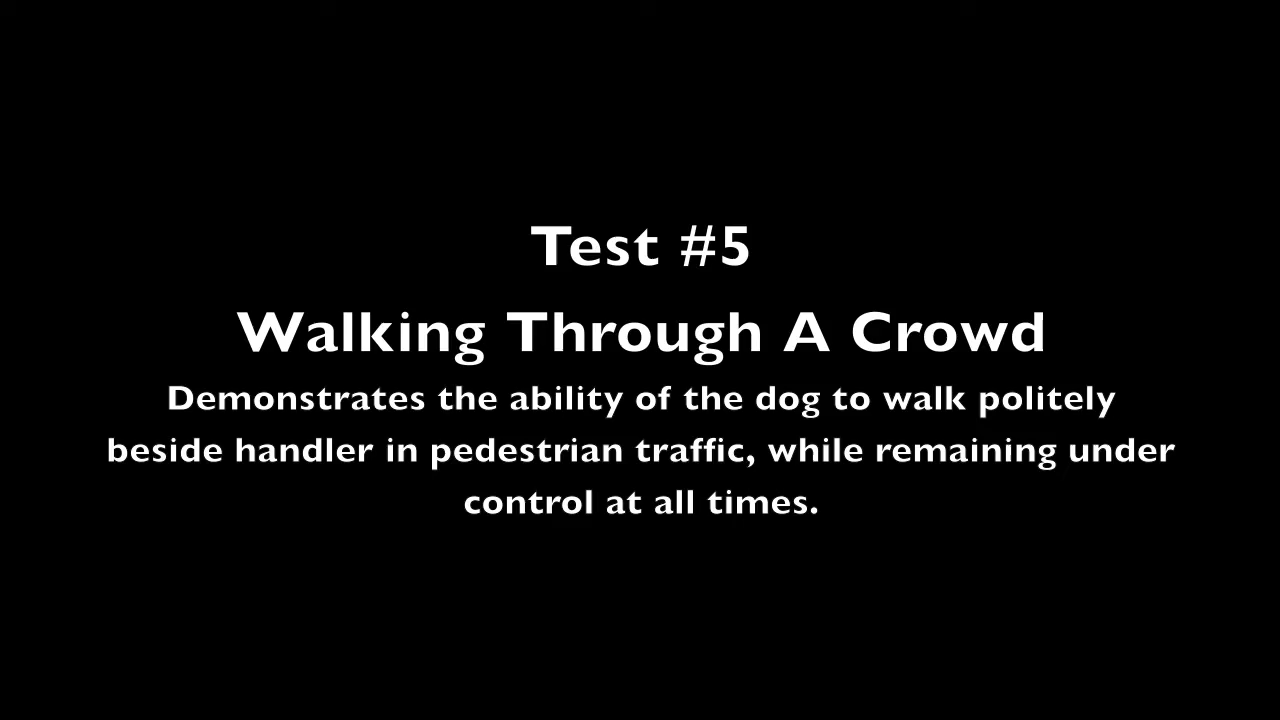 Test #5
Walking Through A Crowd
Demonstrates the ability of the dog to walk politely
beside handler in pedestrian traffic, while remaining under
control at all times.